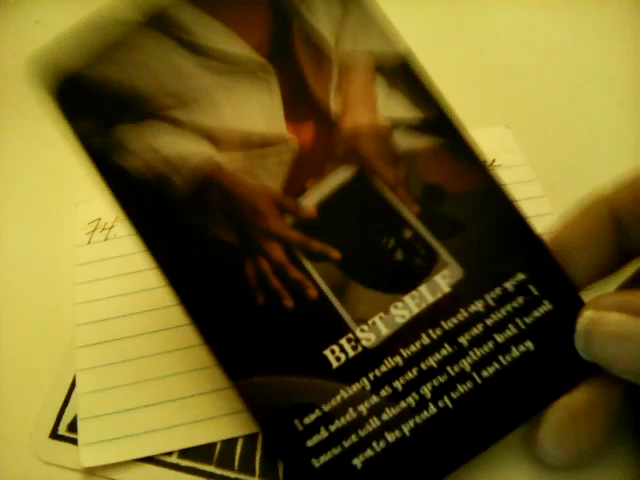 74.
BEST SELF
I am working really hard to level up for you
and meet you as your equal, your mirror. I
know we will always grow together but I want
you to be proud of who I am today